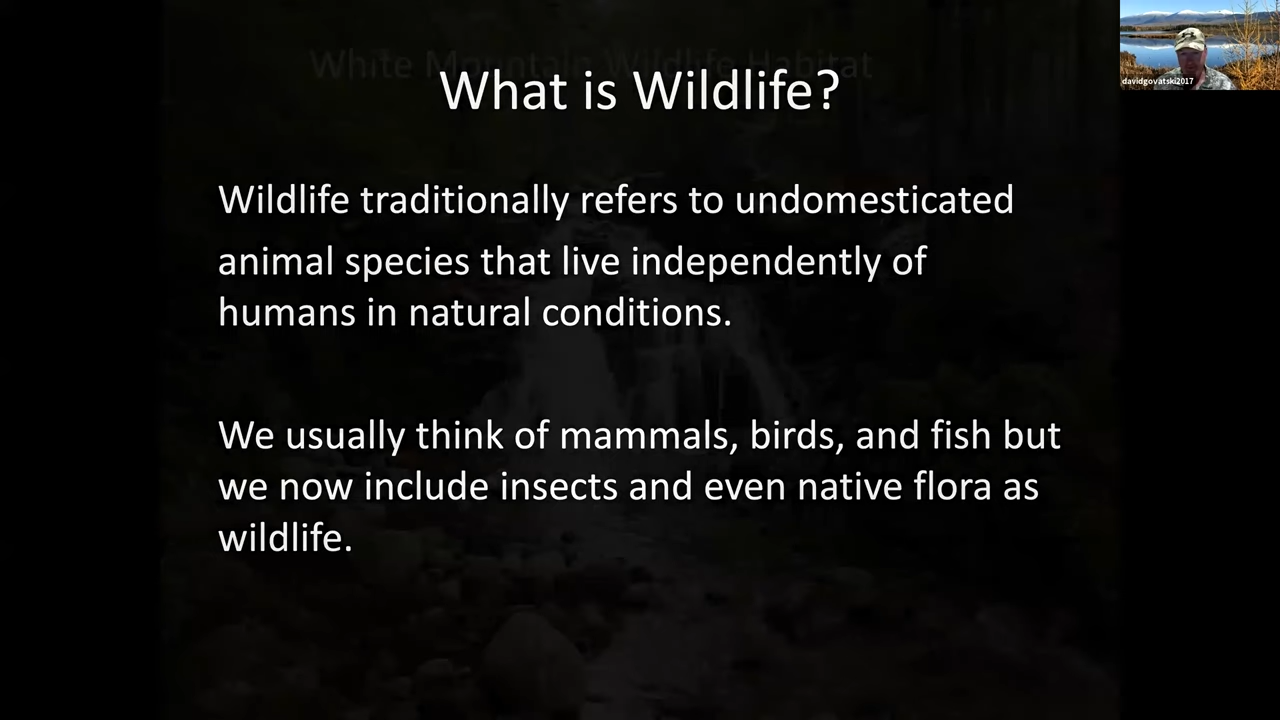 White Mountain Wildlife Habitat
What is Wildlife?
davidgovatski2017
Wildlife traditionally refers to undomesticated
animal species that live independently of
humans in natural conditions.
We usually think of mammals, birds, and fish but
we now include insects and even native flora as
wildlife.